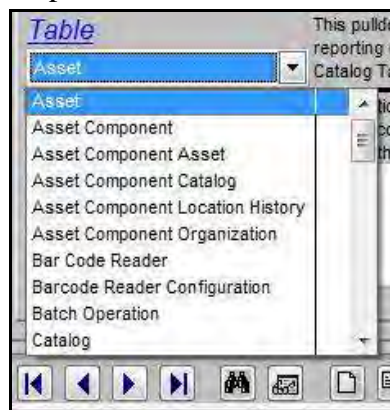 Table
This
reporting
Asset
Catalog
Asset
Asset Component
Asset Component Asset
Asset Component Catalog
Asset Component Location History
Asset Component Organization
Bar Code Reader
Barcode Reader Configuration
Batch Operation
Catalog